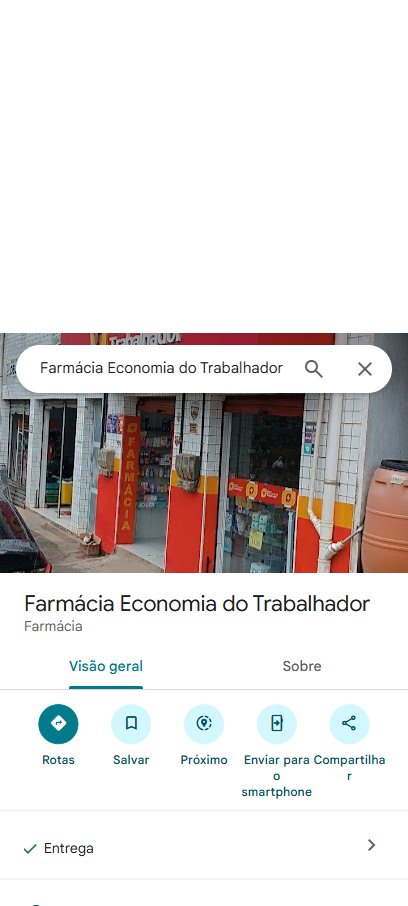 Trabalhador
Farmácia Economia do Trabalhador
FARMÁCIA
Farmácia Economia do Trabalhador
Farmácia
Visão geral
Sobre
Rotas
Salvar
Próximo
Enviar para
o
smartphone
Compartilha
r
Entrega